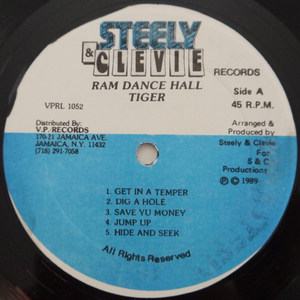 STEELY
& CLEVIE
RECORDS
RAM DANCE HALL
TIGER
VPRL 1052
Side A
45 R.P.M.
Distributed By:
V.P. RECORDS
170-21 JAMAICA AVE.
JAMAICA, N.Y. 11432
(718) 291-7058
Arranged &
Produced by
Steely & Clevie
For
S & C
Productions
℗ © 1989
1. GET IN A TEMPER
2. DIG A HOLE
3. SAVE YU MONEY
4. JUMP UP
5. HIDE AND SEEK
All Rights Reserved